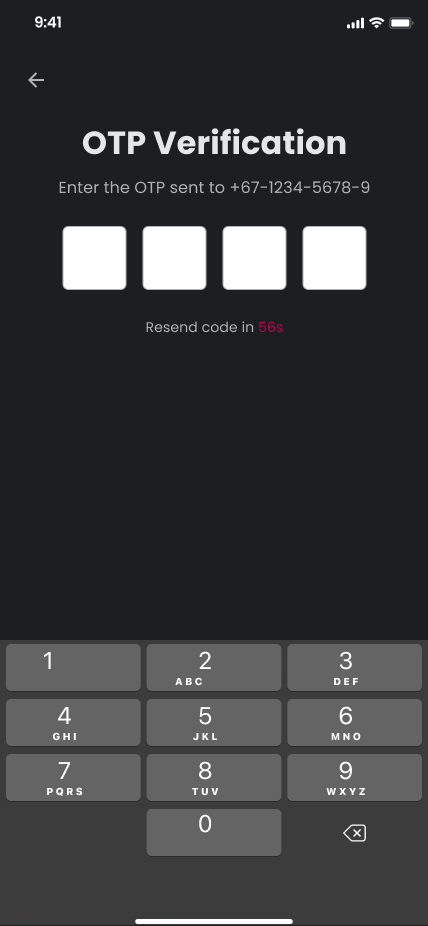 9:41
OTP Verification
Enter the OTP sent to +67-1234-5678-9
Resend code in 56s
1 2 3
ABC DEF
4 5 6
GHI JKL MNO
7 8 9
PQRS TUV WXYZ
0